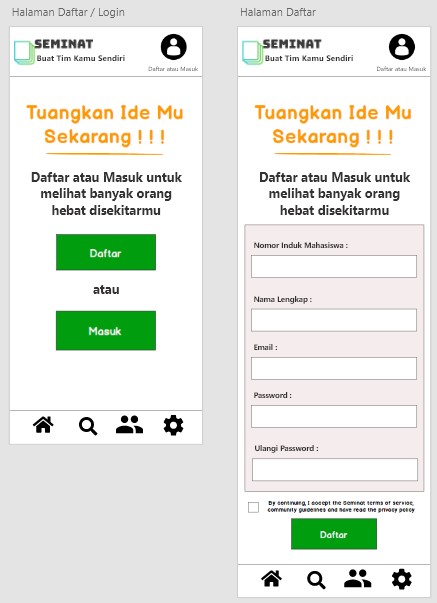 Halaman Daftar / Login
SEMINAT
Buat Tim Kamu Sendiri
Daftar atau Masuk
Tuangkan Ide Mu
Sekarang ! ! !
Daftar atau Masuk untuk
melihat banyak orang
hebat disekitarmu
Daftar
atau
Masuk
Halaman Daftar
SEMINAT
Buat Tim Kamu Sendiri
Daftar atau Masuk
Tuangkan Ide Mu
Sekarang ! ! !
Daftar atau Masuk untuk
melihat banyak orang
hebat disekitarmu
Nomor Induk Mahasiswa :
Nama Lengkap :
Email :
Password :
Ulangi Password :
By continuing, I accept the Seminat terms of service,
community guidelines and have read the privacy policy
Daftar